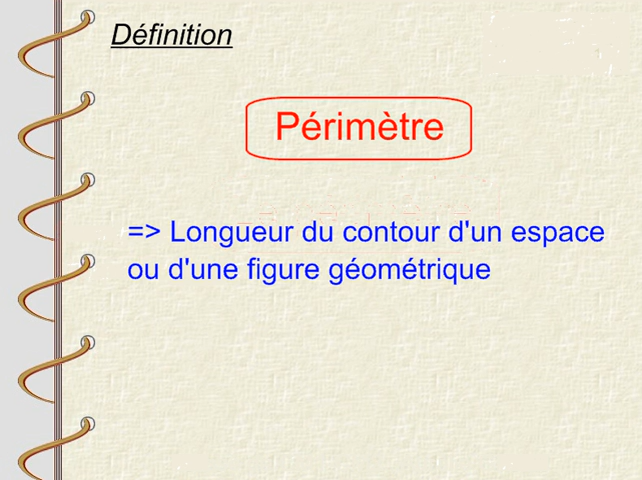 Définition
Périmètre
=> Longueur du contour d'un espace
ou d'une figure géométrique